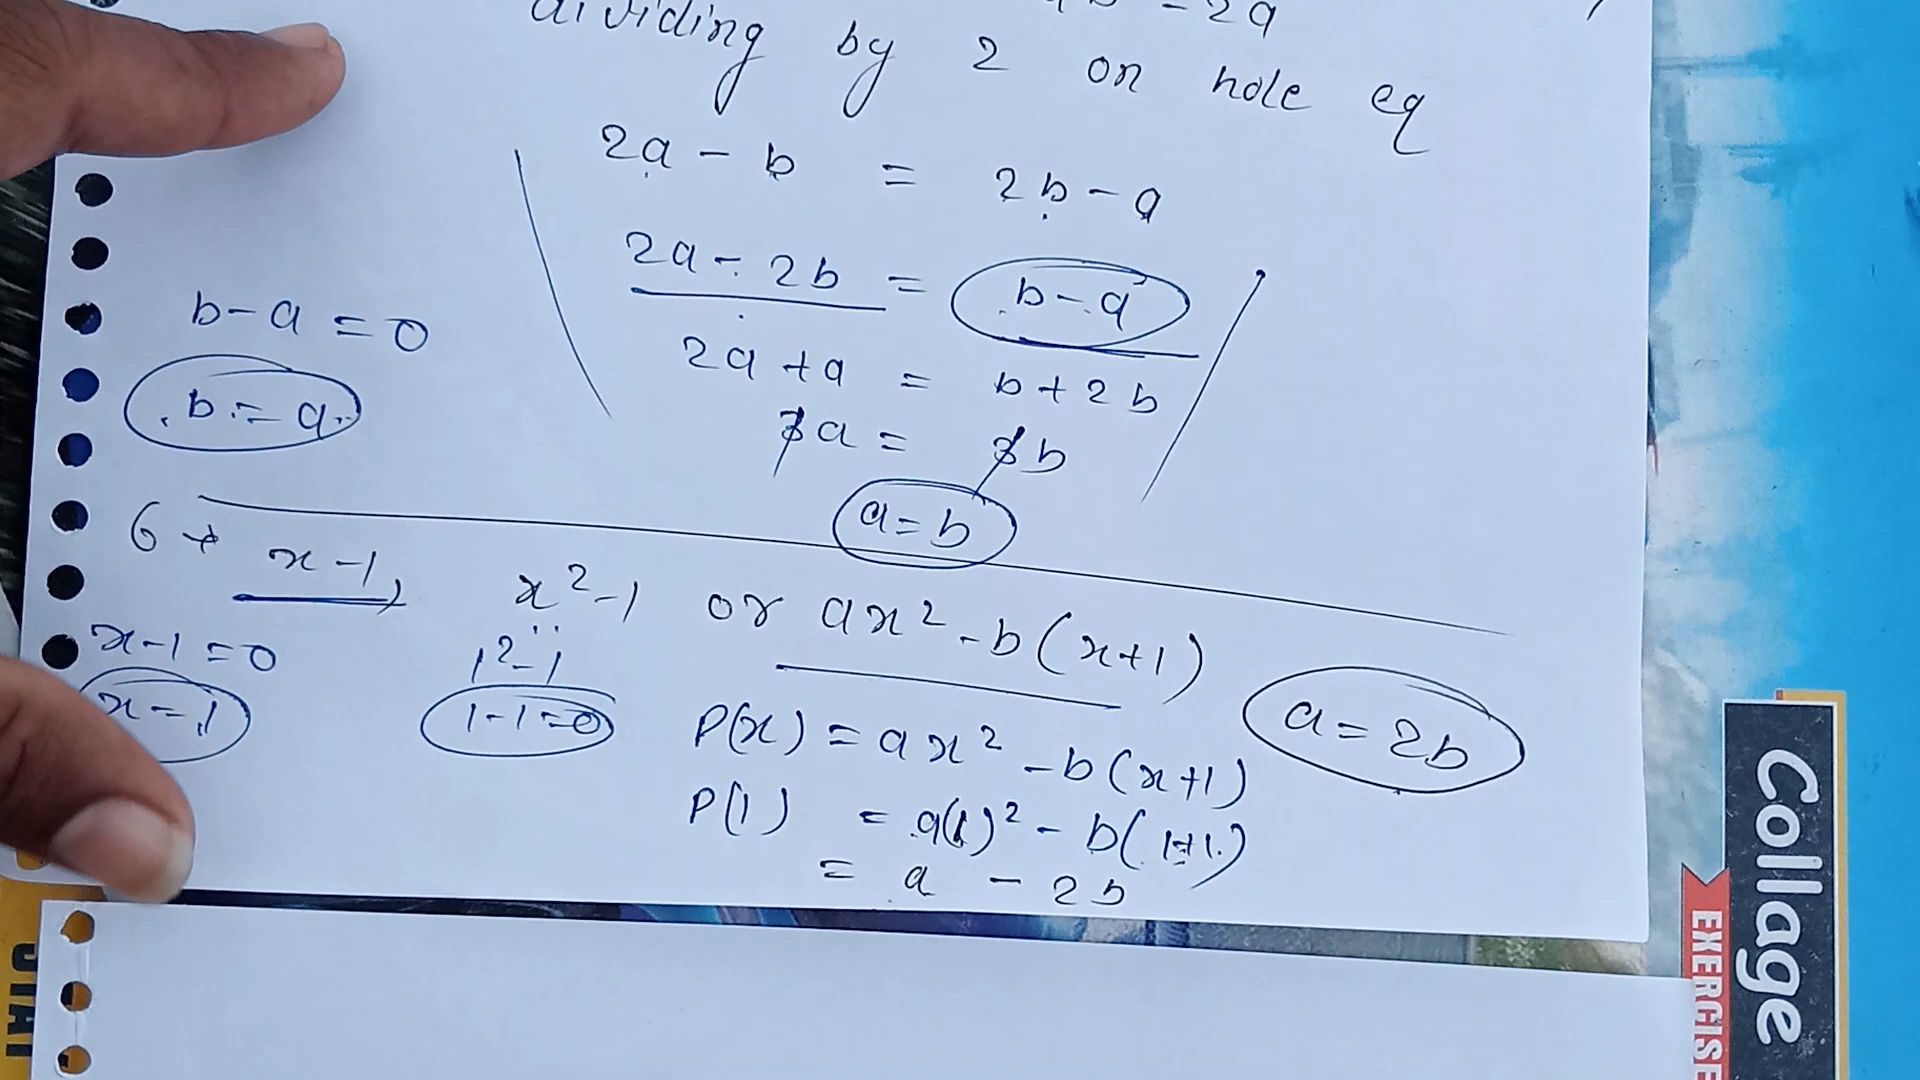 dividing by 2 on hole eq
2a - b = 2b - a
2a - 2b = b - a
b - a = 0
2a + a = b + 2b
b = a
3a = 3b
a = b
6 → x - 1, x² - 1 or ax² - b(x+1)
x - 1 = 0
1² - 1
x = 1
1 - 1 = 0
a = 2b
P(x) = ax² - b(x+1)
P(1) = a(1)² - b(1+1)
= a - 2b
Collage
EXERCISE